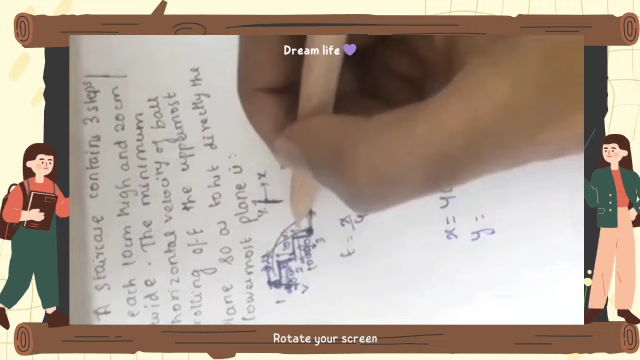 Dream life 💜
A staircase contains 3 steps
each 10cm high and 20cm
wide. The minimum
horizontal velocity of ball
rolling off the uppermost
plane so as to hit directly the
lowermost plane is:
x
t = x
x = 4
y =
Rotate your screen